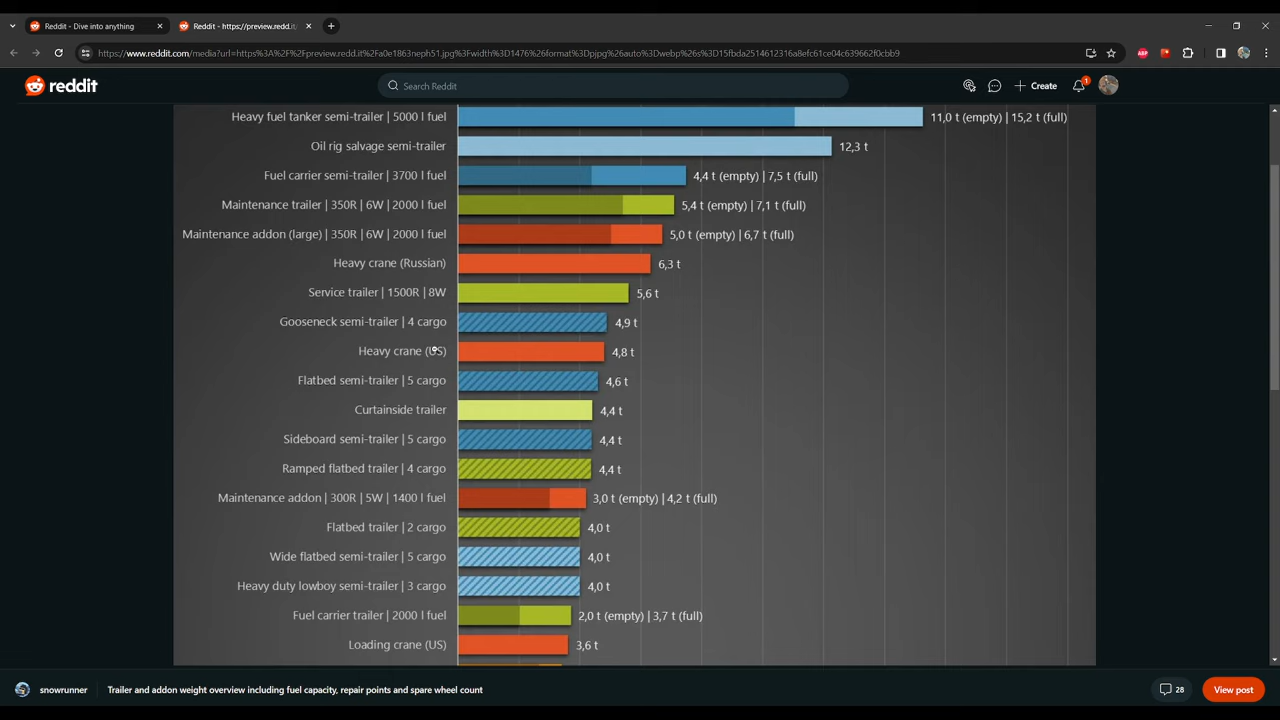 Reddit - Dive into anything
Reddit - https://preview.redd.it/
https://www.reddit.com/media?url=https%3A%2F%2Fpreview.redd.it%2Fa0e1863neph51.jpg%3Fwidth%3D1476%26format%3Dpjpg%26auto%3Dwebp%26s%3D15fbda2514612316a8efc61ce04c639662f0cbb9
ABP
reddit
Search Reddit
Create
1
Heavy fuel tanker semi-trailer | 5000 l fuel 11,0 t (empty) | 15,2 t (full)
Oil rig salvage semi-trailer 12,3 t
Fuel carrier semi-trailer | 3700 l fuel 4,4 t (empty) | 7,5 t (full)
Maintenance trailer | 350R | 6W | 2000 l fuel 5,4 t (empty) | 7,1 t (full)
Maintenance addon (large) | 350R | 6W | 2000 l fuel 5,0 t (empty) | 6,7 t (full)
Heavy crane (Russian) 6,3 t
Service trailer | 1500R | 8W 5,6 t
Gooseneck semi-trailer | 4 cargo 4,9 t
Heavy crane (US) 4,8 t
Flatbed semi-trailer | 5 cargo 4,6 t
Curtainside trailer 4,4 t
Sideboard semi-trailer | 5 cargo 4,4 t
Ramped flatbed trailer | 4 cargo 4,4 t
Maintenance addon | 300R | 5W | 1400 l fuel 3,0 t (empty) | 4,2 t (full)
Flatbed trailer | 2 cargo 4,0 t
Wide flatbed semi-trailer | 5 cargo 4,0 t
Heavy duty lowboy semi-trailer | 3 cargo 4,0 t
Fuel carrier trailer | 2000 l fuel 2,0 t (empty) | 3,7 t (full)
Loading crane (US) 3,6 t
snowrunner Trailer and addon weight overview including fuel capacity, repair points and spare wheel count 28 View post